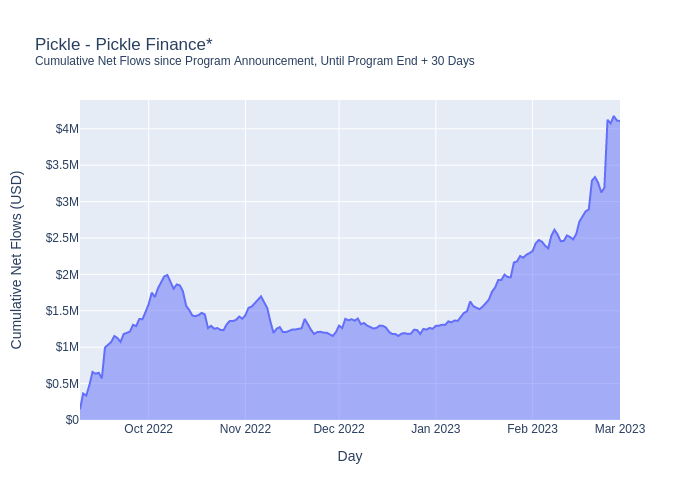 Pickle - Pickle Finance*
Cumulative Net Flows since Program Announcement, Until Program End + 30 Days
Cumulative Net Flows (USD)
$4M
$3.5M
$3M
$2.5M
$2M
$1.5M
$1M
$0.5M
$0
Oct 2022
Nov 2022
Dec 2022
Jan 2023
Feb 2023
Mar 2023
Day